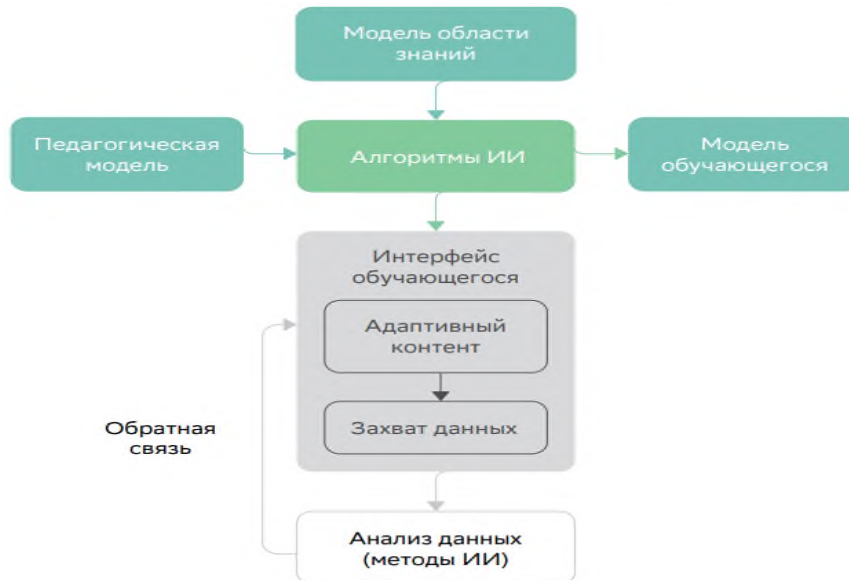 Модель области
знаний
Педагогическая
модель
Алгоритмы ИИ
Модель
обучающегося
Интерфейс
обучающегося
Адаптивный
контент
Захват данных
Обратная
связь
Анализ данных
(методы ИИ)